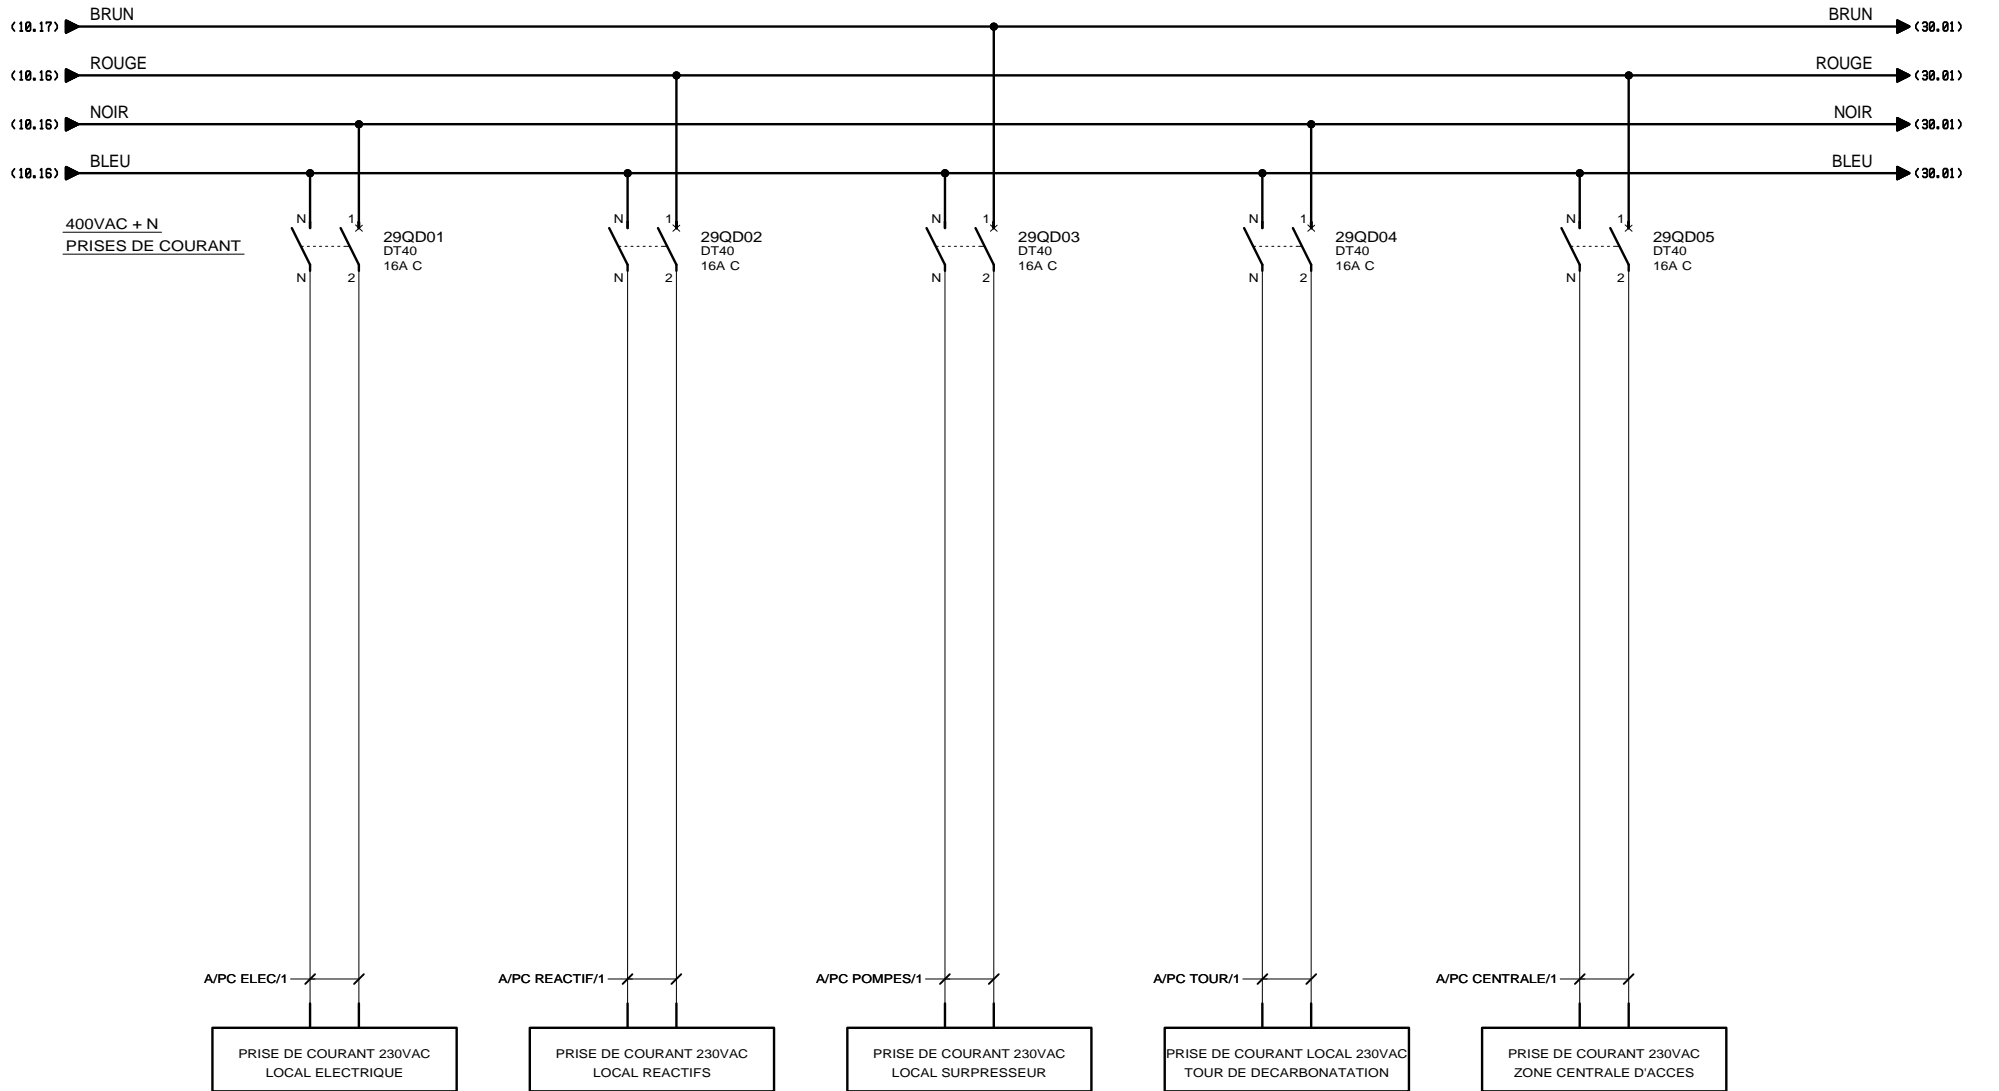 (10.17) BRUN BRUN (30.01)
(10.16) ROUGE ROUGE (30.01)
(10.16) NOIR NOIR (30.01)
(10.16) BLEU BLEU (30.01)
400VAC + N
PRISES DE COURANT
N 1 N 1 N 1 N 1 N 1
29QD01 29QD02 29QD03 29QD04 29QD05
DT40 DT40 DT40 DT40 DT40
16A C 16A C 16A C 16A C 16A C
N 2 N 2 N 2 N 2 N 2
A/PC ELEC/1 A/PC REACTIF/1 A/PC POMPES/1 A/PC TOUR/1 A/PC CENTRALE/1
PRISE DE COURANT 230VAC
LOCAL ELECTRIQUE
PRISE DE COURANT 230VAC
LOCAL REACTIFS
PRISE DE COURANT 230VAC
LOCAL SURPRESSEUR
PRISE DE COURANT LOCAL 230VAC
TOUR DE DECARBONATATION
PRISE DE COURANT 230VAC
ZONE CENTRALE D'ACCES